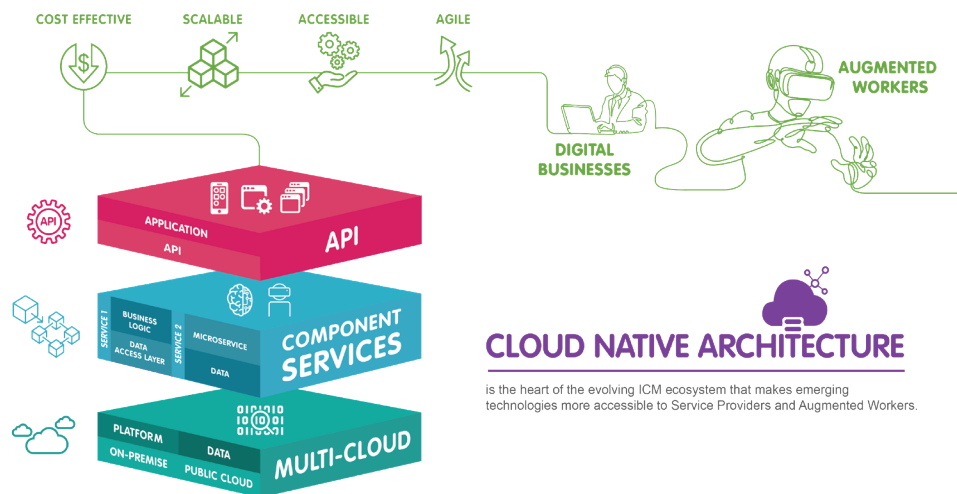 COST EFFECTIVE
SCALABLE
ACCESSIBLE
AGILE
$
DIGITAL
BUSINESSES
AUGMENTED
WORKERS
API
APPLICATION
API
API
SERVICE 1
BUSINESS
LOGIC
DATA
ACCESS LAYER
SERVICE 2
MICROSERVICE
DATA
COMPONENT
SERVICES
PLATFORM
DATA
ON-PREMISE
PUBLIC CLOUD
MULTI-CLOUD
CLOUD NATIVE ARCHITECTURE
is the heart of the evolving ICM ecosystem that makes emerging
technologies more accessible to Service Providers and Augmented Workers.